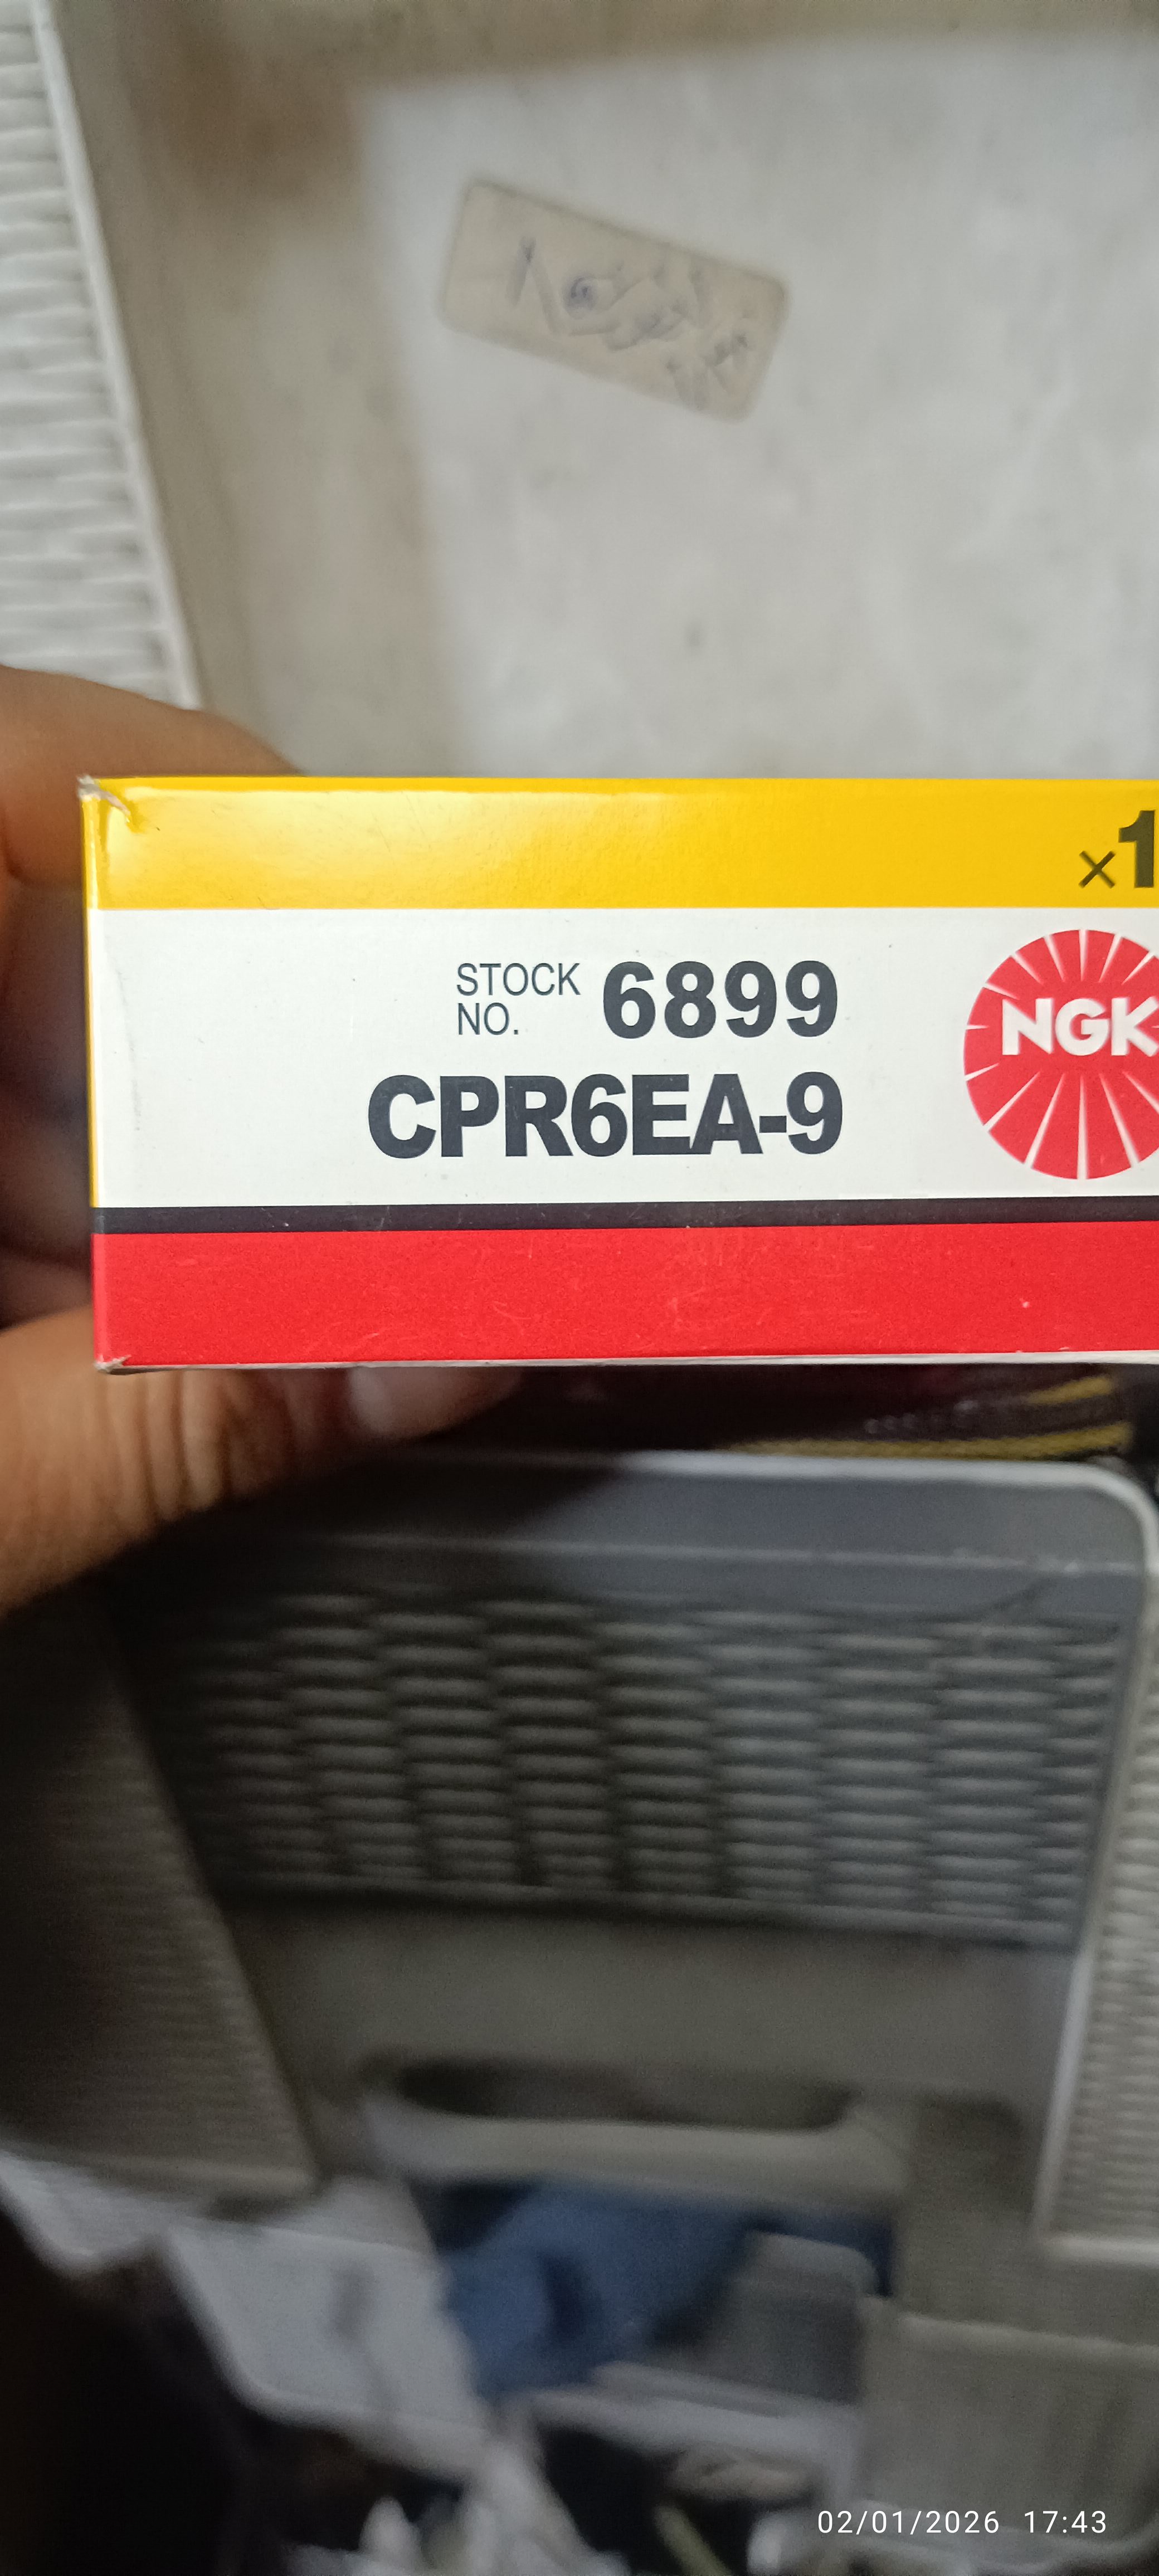 ×1
STOCK NO. 6899
CPR6EA-9
NGK
02/01/2026 17:43